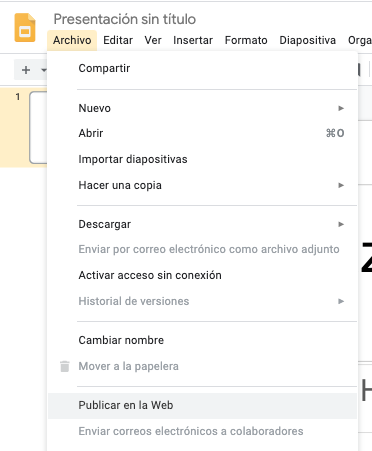 Presentación sin título
Archivo Editar Ver Insertar Formato Diapositiva Orga
Compartir
1
Nuevo
Abrir ⌘O
Importar diapositivas
Hacer una copia
Descargar
Enviar por correo electrónico como archivo adjunto
Activar acceso sin conexión
Historial de versiones
Cambiar nombre
Mover a la papelera
Publicar en la Web
Enviar correos electrónicos a colaboradores